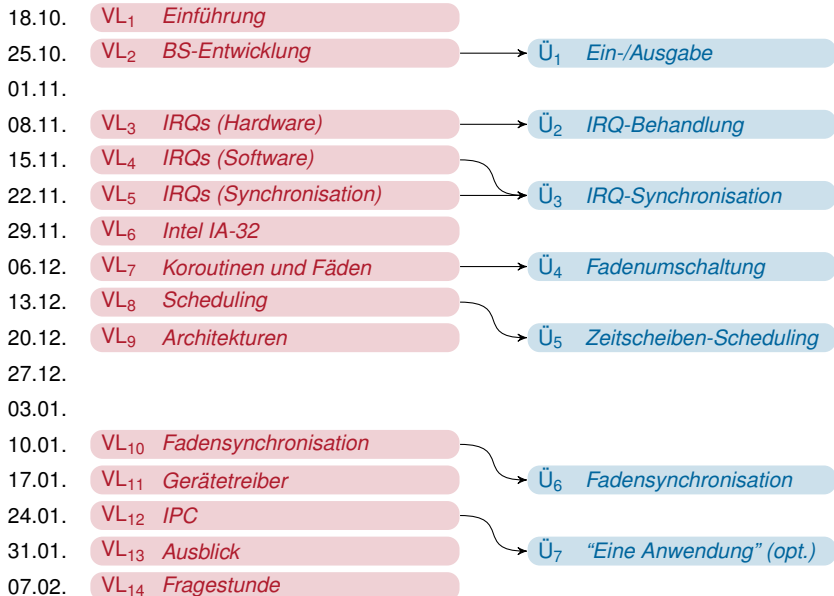 18.10. VL1 Einführung
25.10. VL2 BS-Entwicklung Ü1 Ein-/Ausgabe
01.11.
08.11. VL3 IRQs (Hardware) Ü2 IRQ-Behandlung
15.11. VL4 IRQs (Software)
22.11. VL5 IRQs (Synchronisation) Ü3 IRQ-Synchronisation
29.11. VL6 Intel IA-32
06.12. VL7 Koroutinen und Fäden Ü4 Fadenumschaltung
13.12. VL8 Scheduling
20.12. VL9 Architekturen Ü5 Zeitscheiben-Scheduling
27.12.
03.01.
10.01. VL10 Fadensynchronisation
17.01. VL11 Gerätetreiber Ü6 Fadensynchronisation
24.01. VL12 IPC
31.01. VL13 Ausblick Ü7 “Eine Anwendung” (opt.)
07.02. VL14 Fragestunde